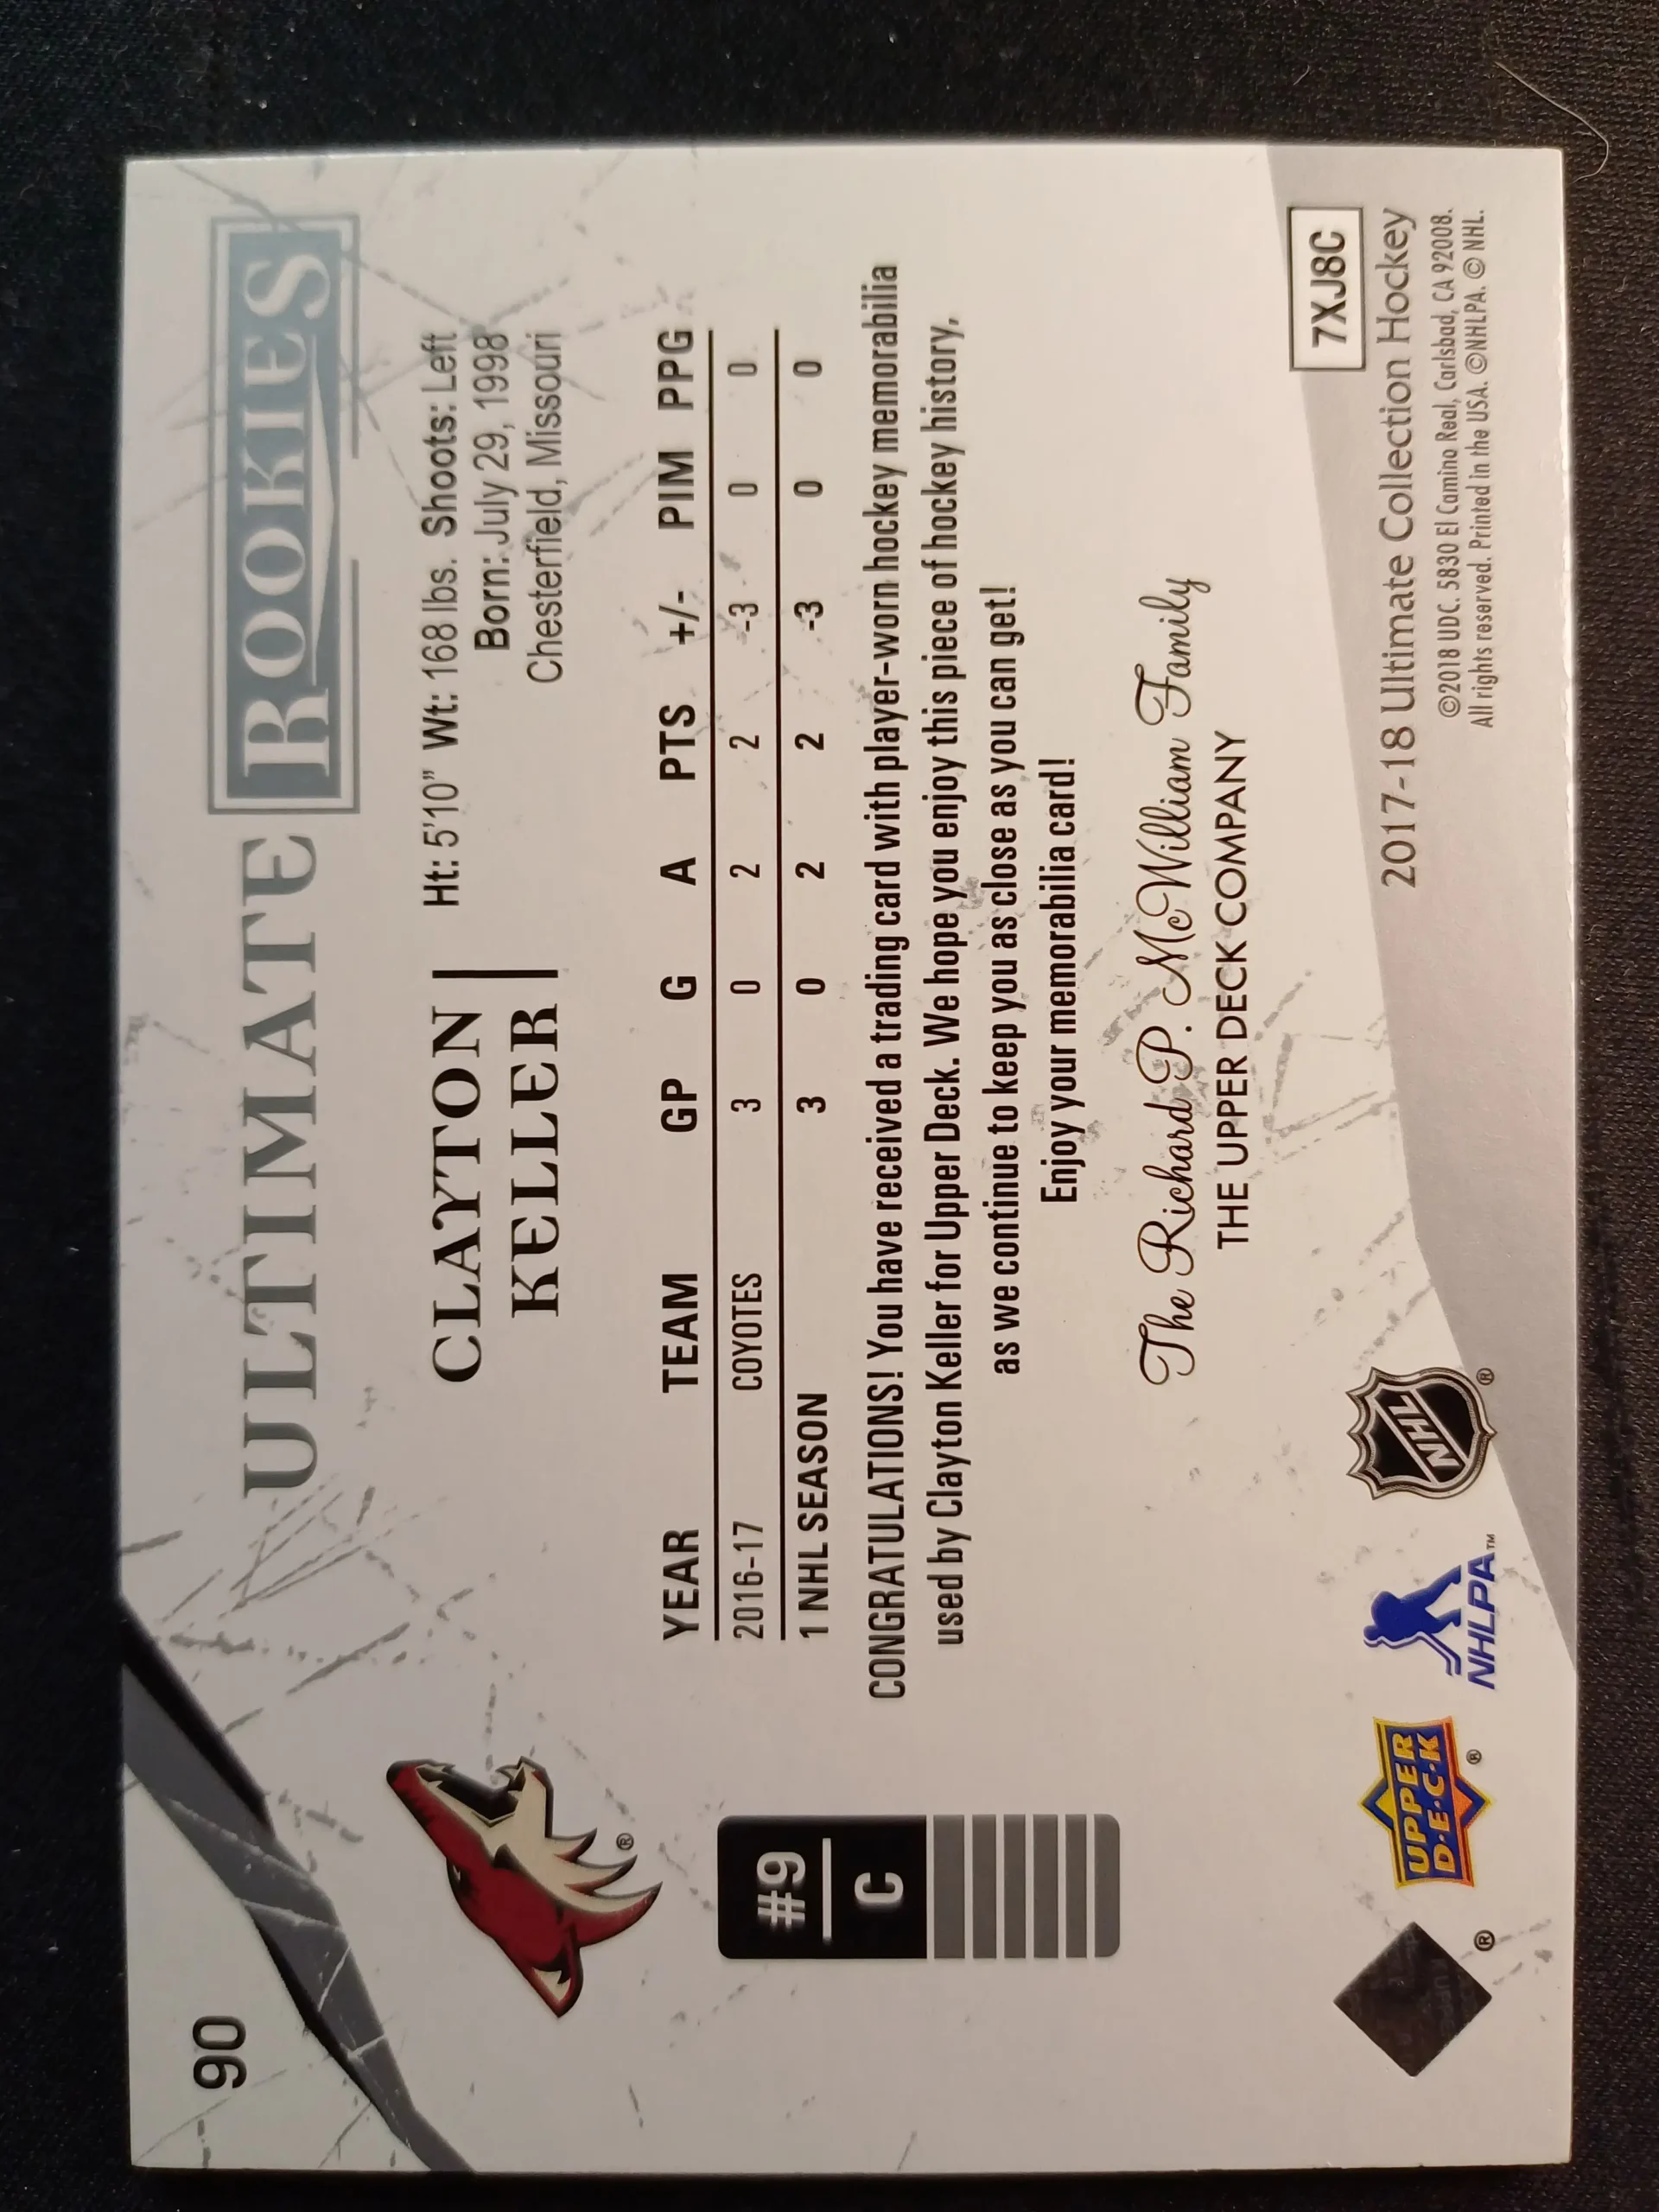 90
ULTIMATE ROOKIES
CLAYTON
KELLER
Ht: 5'10" Wt: 168 lbs. Shoots: Left
Born: July 29, 1998
Chesterfield, Missouri
YEAR TEAM GP G A PTS +/- PIM PPG
2016-17 COYOTES 3 0 2 2 -3 0 0
1 NHL SEASON 3 0 2 2 -3 0 0
®
#9
C
CONGRATULATIONS! You have received a trading card with player-worn hockey memorabilia
used by Clayton Keller for Upper Deck. We hope you enjoy this piece of hockey history,
as we continue to keep you as close as you can get!
Enjoy your memorabilia card!
The Richard P. McWilliam Family
THE UPPER DECK COMPANY
®
UPPER
D·E·C·K
®
NHLPA™
NHL
®
7XJ8C
2017-18 Ultimate Collection Hockey
©2018 UDC. 5830 El Camino Real, Carlsbad, CA 92008.
All rights reserved. Printed in the USA. ©NHLPA. © NHL.